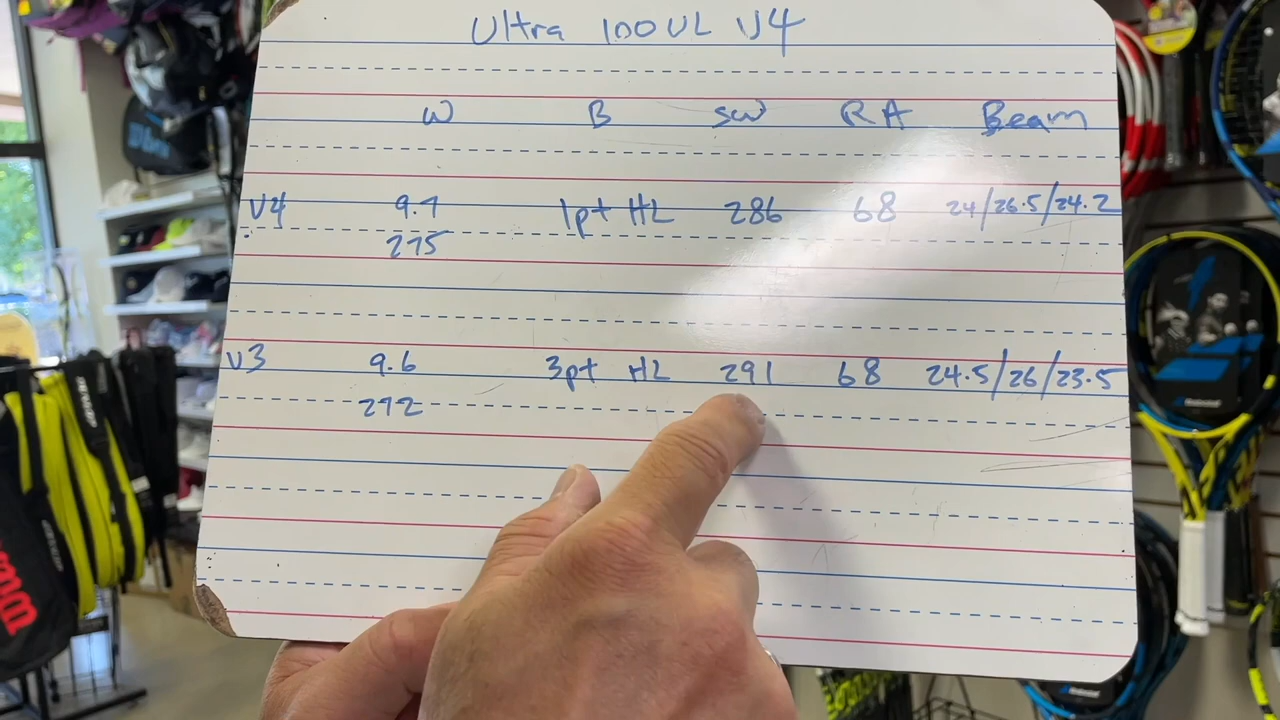 Ultra 100UL V4
W B SW RA Beam
V4 9.7 1pt HL 286 68 24/26.5/24.2
275
V3 9.6 3pt HL 291 68 24.5/26/23.5
272